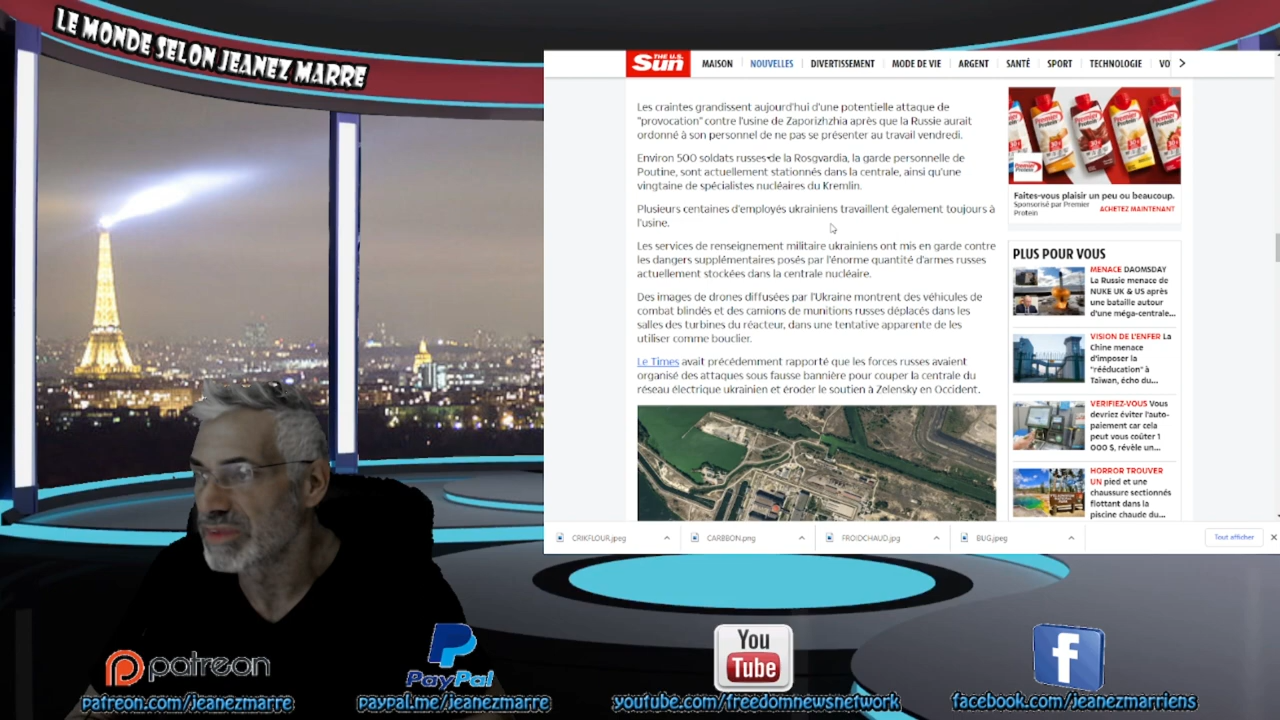 LE MONDE SELON JEANEZ MARRE
THE U.S.
Sun
MAISON
NOUVELLES
DIVERTISSEMENT
MODE DE VIE
ARGENT
SANTÉ
SPORT
TECHNOLOGIE
VO
Les craintes grandissent aujourd'hui d'une potentielle attaque de
"provocation" contre l'usine de Zaporizhzhia après que la Russie aurait
ordonné à son personnel de ne pas se présenter au travail vendredi.
Environ 500 soldats russes de la Rosgvardia, la garde personnelle de
Poutine, sont actuellement stationnés dans la centrale, ainsi qu'une
vingtaine de spécialistes nucléaires du Kremlin.
Plusieurs centaines d'employés ukrainiens travaillent également toujours à
l'usine.
Les services de renseignement militaire ukrainiens ont mis en garde contre
les dangers supplémentaires posés par l'énorme quantité d'armes russes
actuellement stockées dans la centrale nucléaire.
Des images de drones diffusées par l'Ukraine montrent des véhicules de
combat blindés et des camions de munitions russes déplacés dans les
salles des turbines du réacteur, dans une tentative apparente de les
utiliser comme bouclier.
Le Times avait précédemment rapporté que les forces russes avaient
organisé des attaques sous fausse bannière pour couper la centrale du
réseau électrique ukrainien et éroder le soutien à Zelensky en Occident.
Faites-vous plaisir un peu ou beaucoup.
Sponsorisé par Premier
Protein
ACHETEZ MAINTENANT
PLUS POUR VOUS
MENACE DAOMSDAY
La Russie menace de
NUKE UK & US après
une bataille autour
d'une méga-centrale...
VISION DE L'ENFER La
Chine menace
d'imposer la
"rééducation" à
Taïwan, écho du...
VERIFIEZ-VOUS Vous
devriez éviter l'auto-
paiement car cela
peut vous coûter 1
000 $, révèle un...
HORROR TROUVER
UN pied et une
chaussure sectionnés
flottant dans la
piscine chaude du...
CRIKFLOUR.jpeg
CARBBON.png
FROIDCHAUD.jpg
BUG.jpeg
Tout afficher
patreon
PayPal
You
Tube
f
patreon.com/jeanezmarre
paypal.me/jeanezmarre
youtube.com/freedomnewsnetwork
facebook.com/jeanezmarriens